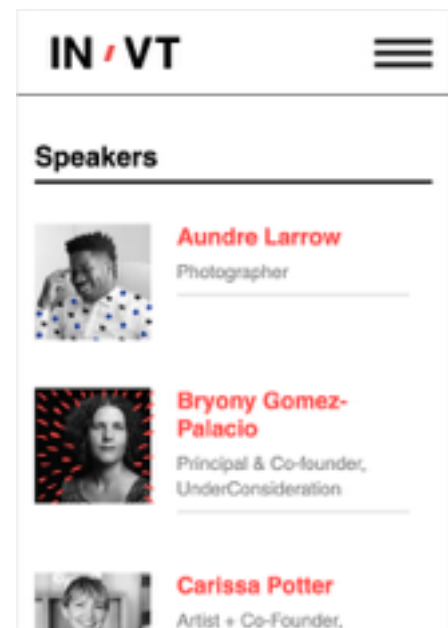 IN/VT
Speakers
Aundre Larrow
Photographer
Bryony Gomez-
Palacio
Principal & Co-founder,
UnderConsideration
Carissa Potter
Artist + Co-Founder,